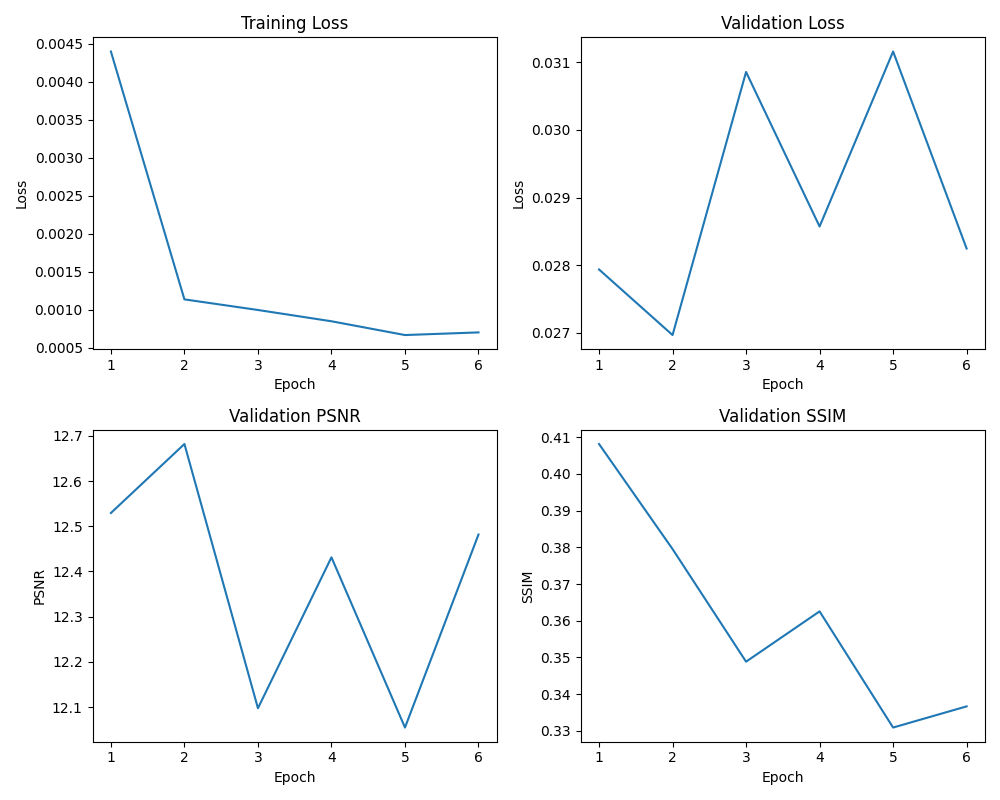 Training Loss
0.0045
0.0040
0.0035
0.0030
0.0025
0.0020
0.0015
0.0010
0.0005
Loss
1 2 3 4 5 6
Epoch
Validation Loss
0.031
0.030
0.029
0.028
0.027
Loss
1 2 3 4 5 6
Epoch
Validation PSNR
12.7
12.6
12.5
12.4
12.3
12.2
12.1
PSNR
1 2 3 4 5 6
Epoch
Validation SSIM
0.41
0.40
0.39
0.38
0.37
0.36
0.35
0.34
0.33
SSIM
1 2 3 4 5 6
Epoch